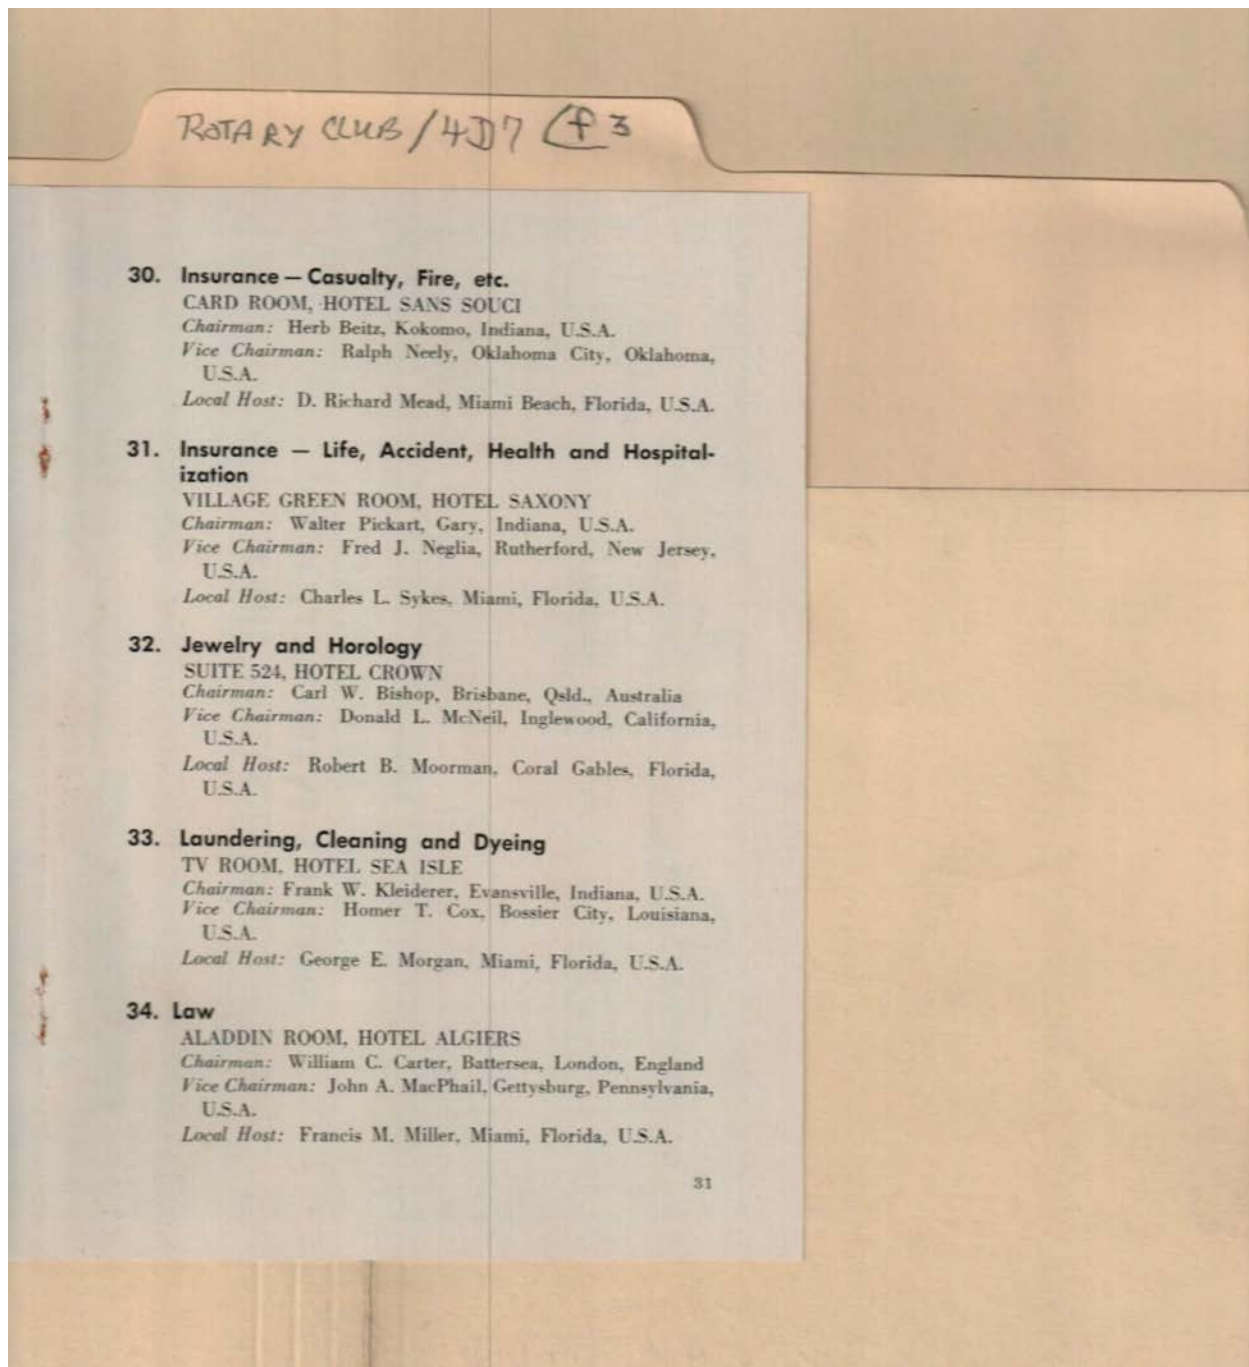 ROTARY CLUB/4D7 f 3
30. Insurance — Casualty, Fire, etc.
CARD ROOM, HOTEL SANS SOUCI
Chairman: Herb Beitz, Kokomo, Indiana, U.S.A.
Vice Chairman: Ralph Neely, Oklahoma City, Oklahoma,
U.S.A.
Local Host: D. Richard Mead, Miami Beach, Florida, U.S.A.
31. Insurance — Life, Accident, Health and Hospital-
ization
VILLAGE GREEN ROOM, HOTEL SAXONY
Chairman: Walter Pickart, Gary, Indiana, U.S.A.
Vice Chairman: Fred J. Neglia, Rutherford, New Jersey,
U.S.A.
Local Host: Charles L. Sykes, Miami, Florida, U.S.A.
32. Jewelry and Horology
SUITE 524, HOTEL CROWN
Chairman: Carl W. Bishop, Brisbane, Qsld., Australia
Vice Chairman: Donald L. McNeil, Inglewood, California,
U.S.A.
Local Host: Robert B. Moorman, Coral Gables, Florida,
U.S.A.
33. Laundering, Cleaning and Dyeing
TV ROOM, HOTEL SEA ISLE
Chairman: Frank W. Kleiderer, Evansville, Indiana, U.S.A.
Vice Chairman: Homer T. Cox, Bossier City, Louisiana,
U.S.A.
Local Host: George E. Morgan, Miami, Florida, U.S.A.
34. Law
ALADDIN ROOM, HOTEL ALGIERS
Chairman: William C. Carter, Battersea, London, England
Vice Chairman: John A. MacPhail, Gettysburg, Pennsylvania,
U.S.A.
Local Host: Francis M. Miller, Miami, Florida, U.S.A.
31